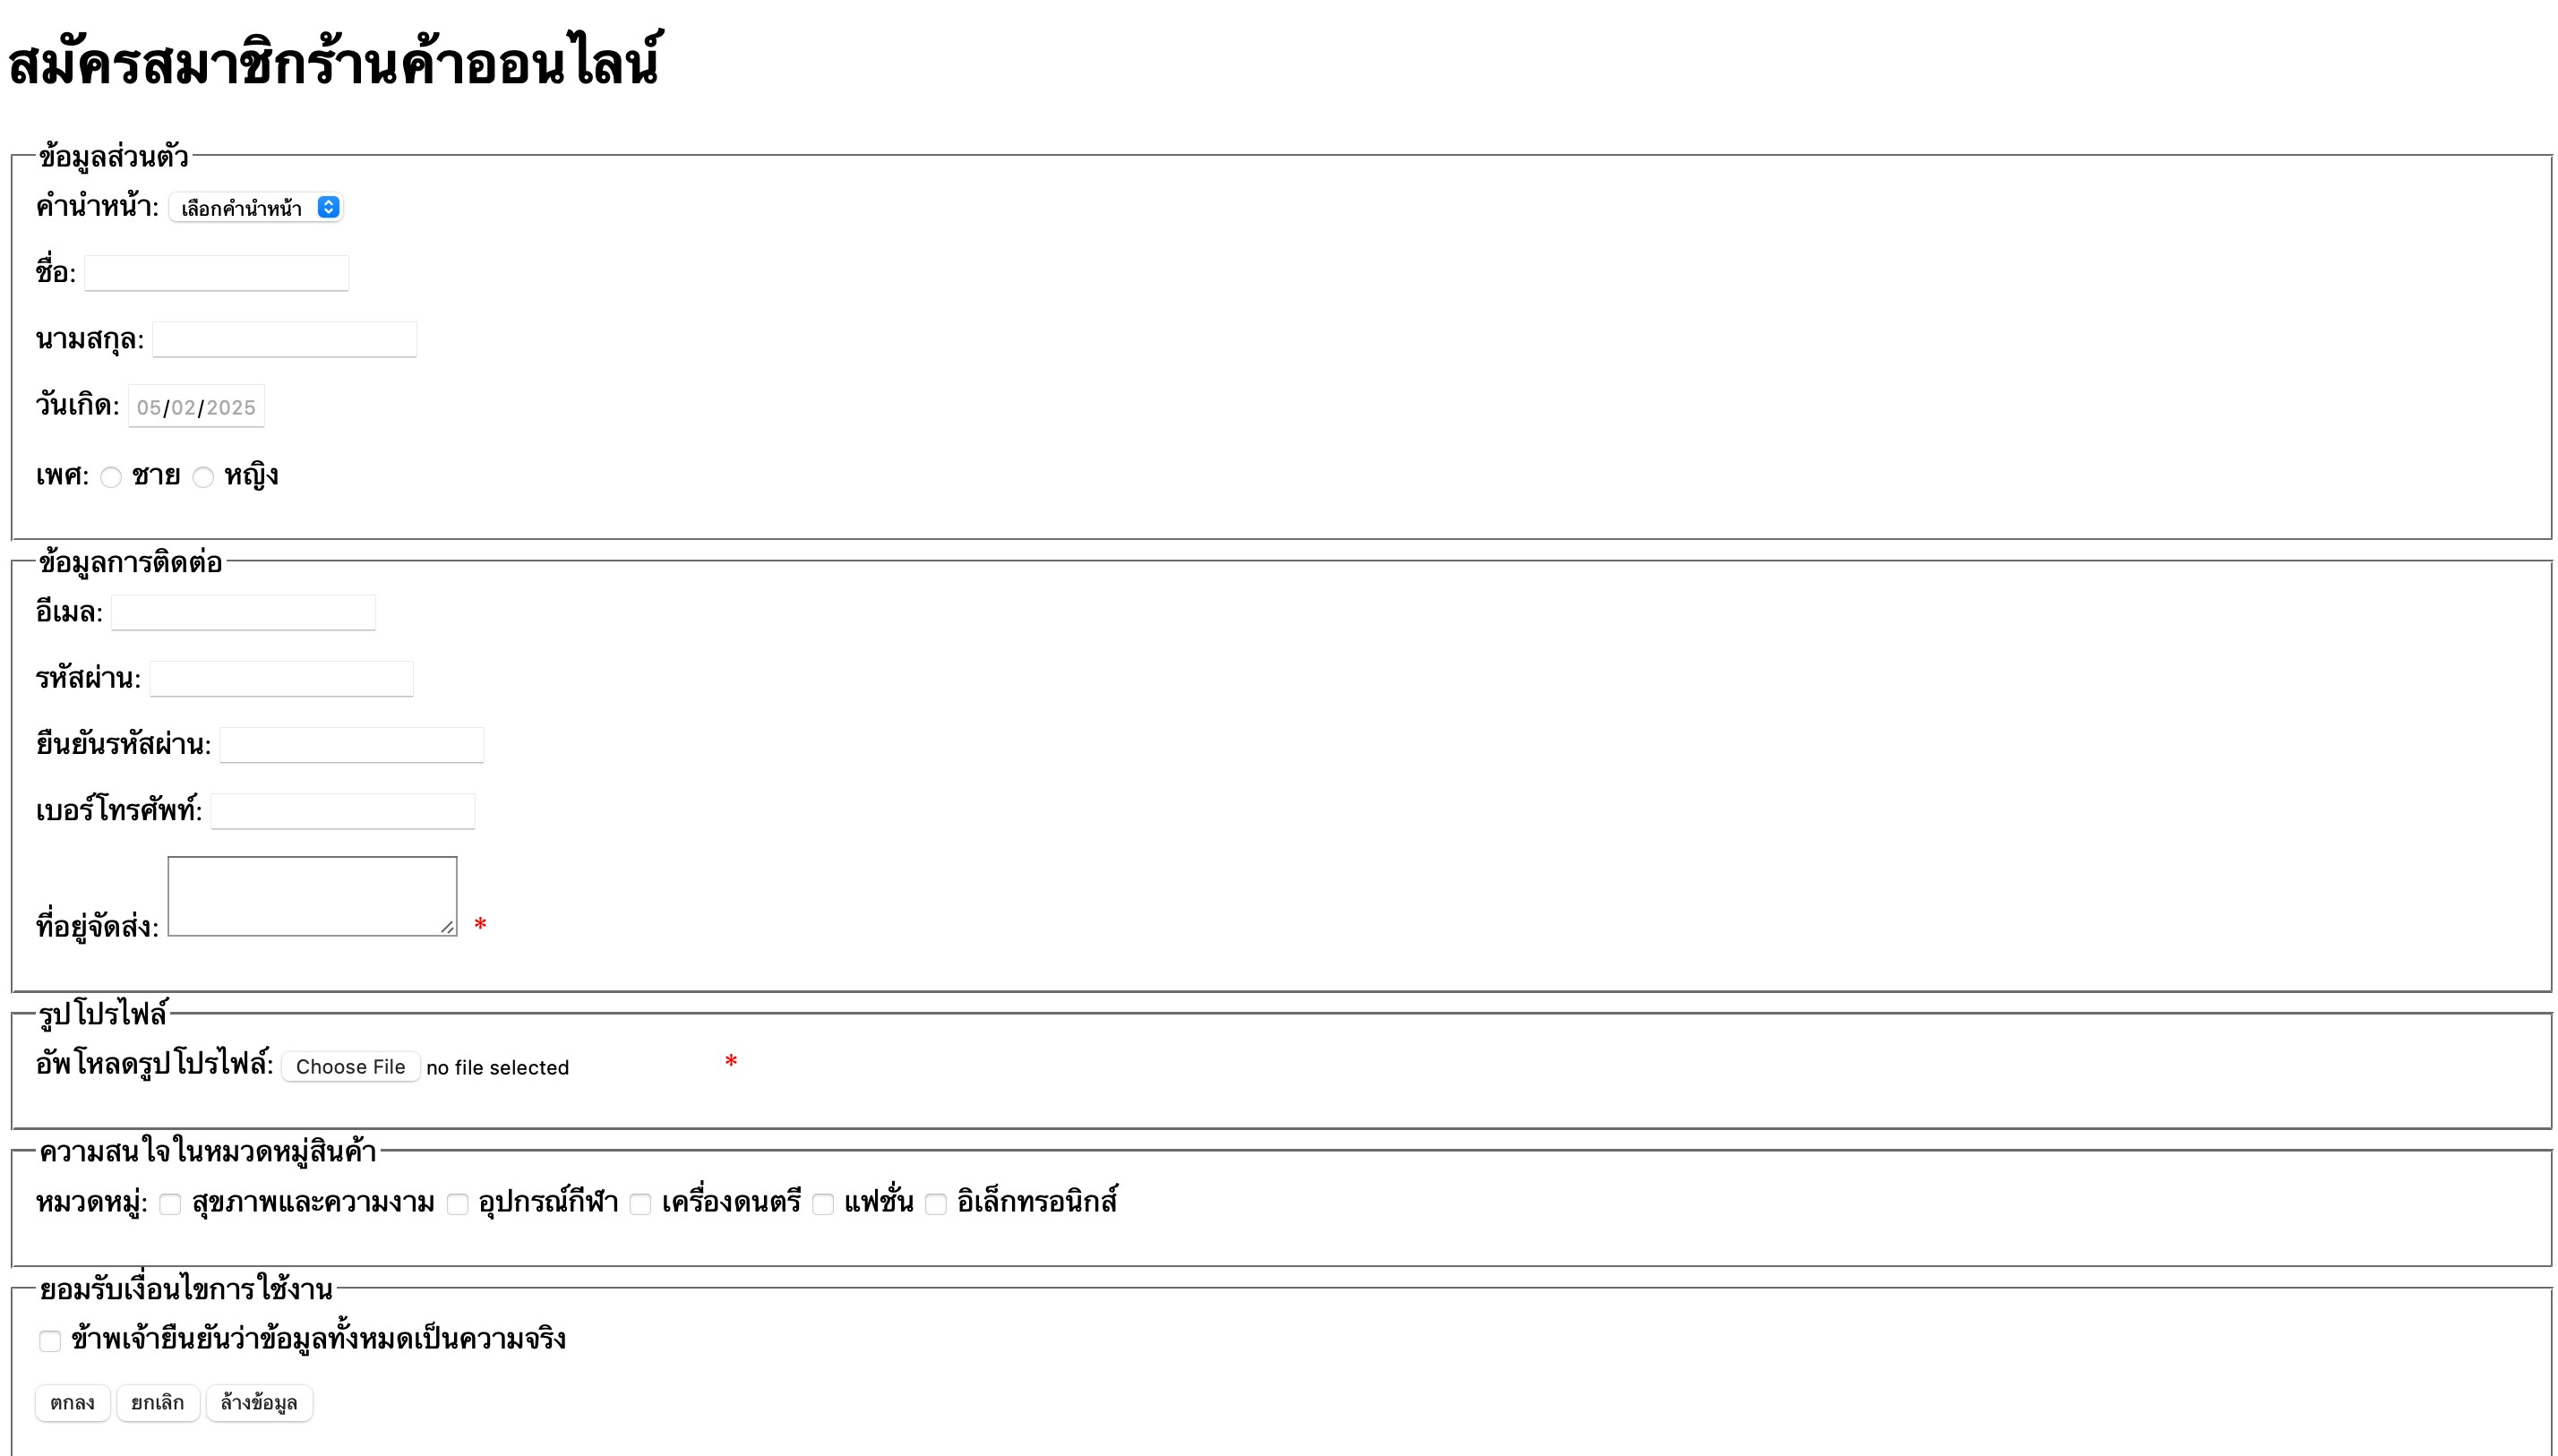 สมัครสมาชิกร้านค้าออนไลน์
ข้อมูลส่วนตัว
คำนำหน้า: เลือกคำนำหน้า
ชื่อ:
นามสกุล:
วันเกิด: 05/02/2025
เพศ: ชาย หญิง
ข้อมูลการติดต่อ
อีเมล:
รหัสผ่าน:
ยืนยันรหัสผ่าน:
เบอร์โทรศัพท์:
ที่อยู่จัดส่ง: *
รูปโปรไฟล์
อัพโหลดรูปโปรไฟล์: Choose File no file selected *
ความสนใจในหมวดหมู่สินค้า
หมวดหมู่: สุขภาพและความงาม อุปกรณ์กีฬา เครื่องดนตรี แฟชั่น อิเล็กทรอนิกส์
ยอมรับเงื่อนไขการใช้งาน
ข้าพเจ้ายืนยันว่าข้อมูลทั้งหมดเป็นความจริง
ตกลง ยกเลิก ล้างข้อมูล